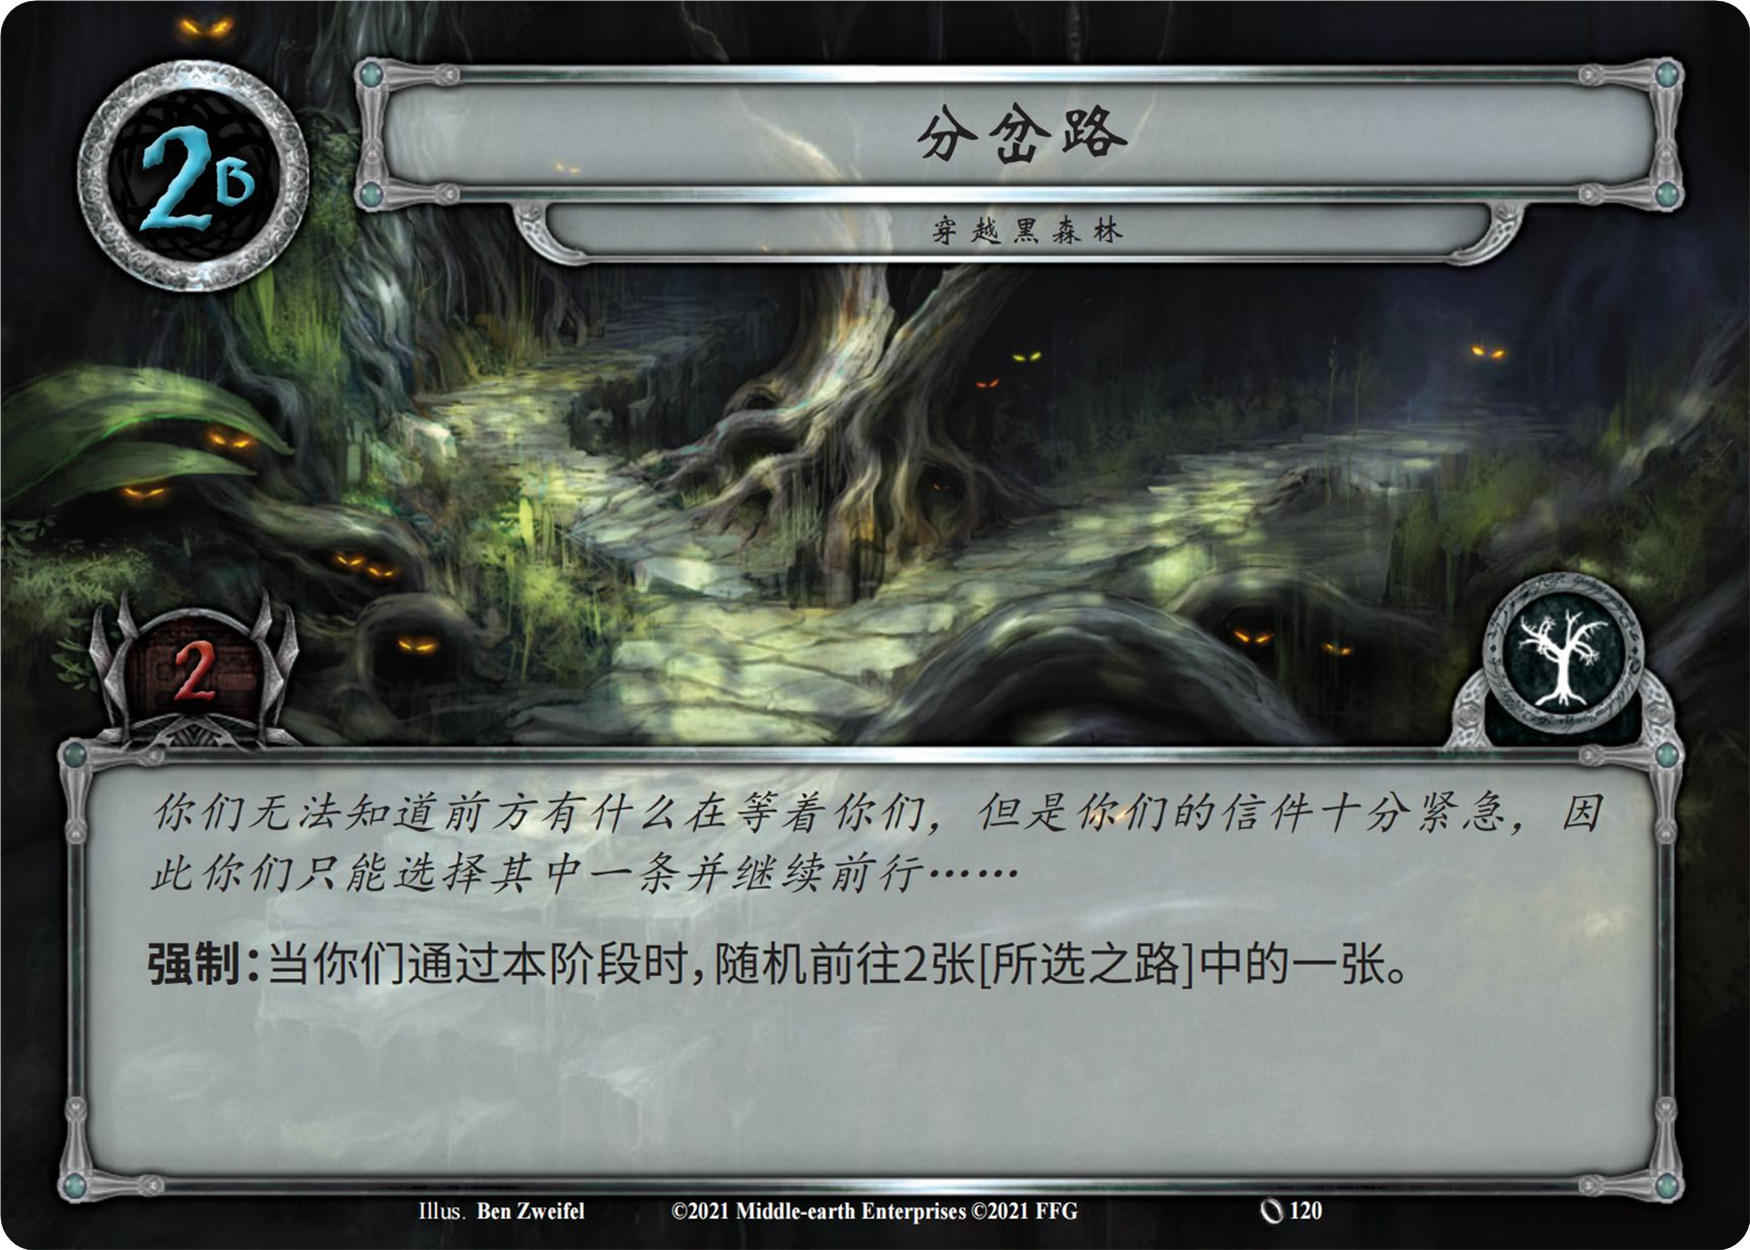 2B
分岔路
穿越黑森林
2
你们无法知道前方有什么在等着你们，但是你们的信件十分紧急，因
此你们只能选择其中一条并继续前行……
强制：当你们通过本阶段时，随机前往2张[所选之路]中的一张。
Illus. Ben Zweifel ©2021 Middle-earth Enterprises ©2021 FFG 120